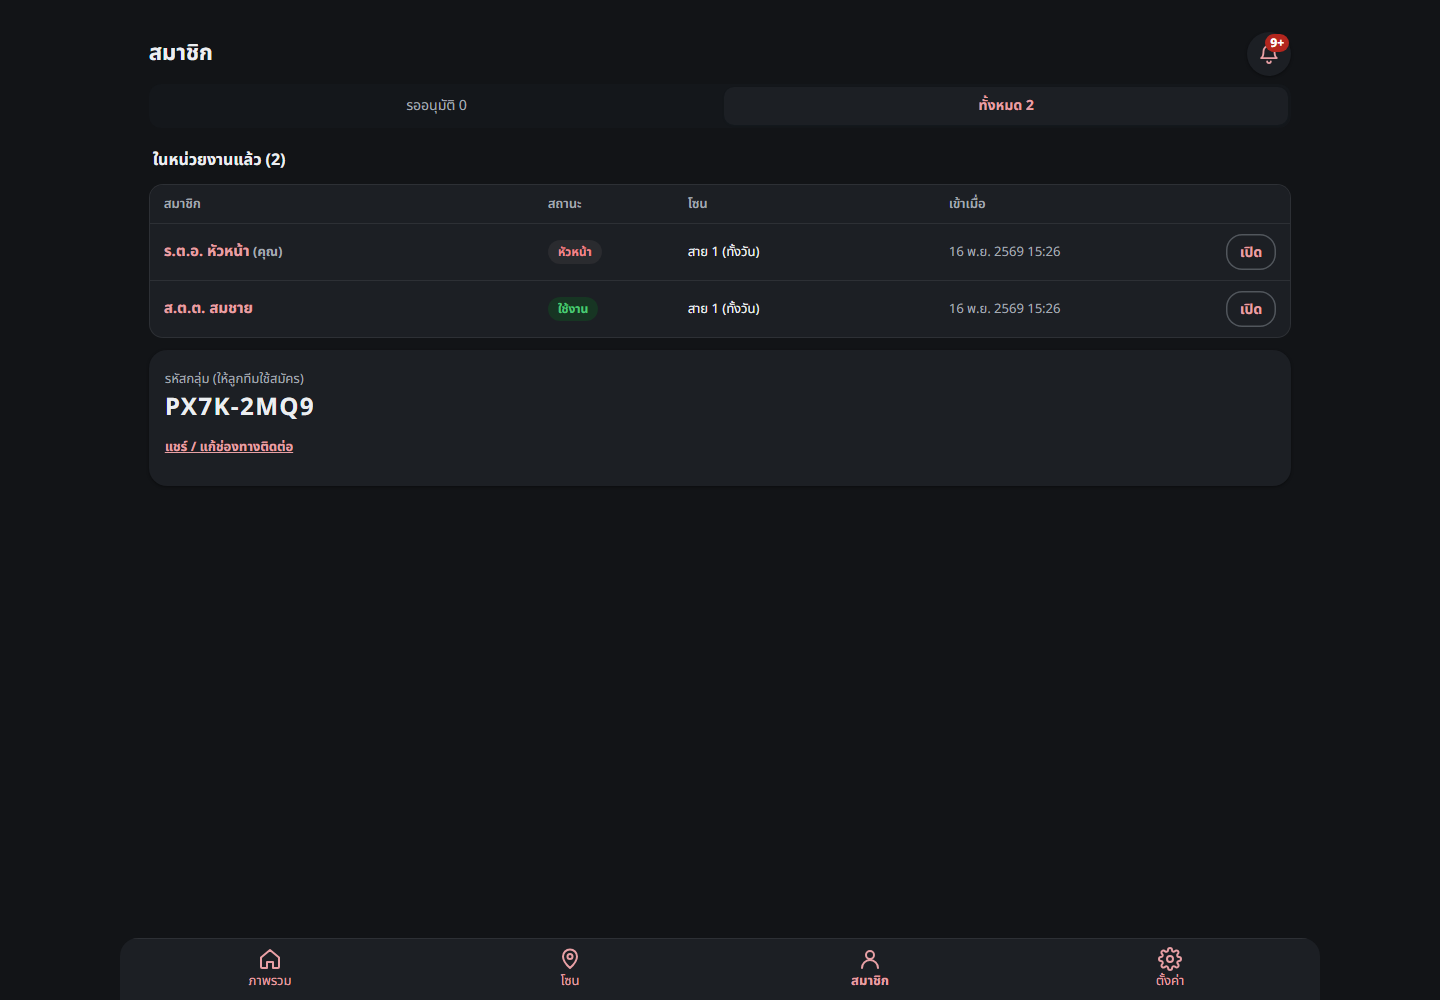 สมาชิก
9+
รออนุมัติ 0
ทั้งหมด 2
ในหน่วยงานแล้ว (2)
สมาชิก สถานะ โซน เข้าเมื่อ
ร.ต.อ. หัวหน้า (คุณ) หัวหน้า สาย 1 (ทั้งวัน) 16 พ.ย. 2569 15:26 เปิด
ส.ต.ต. สมชาย ใช้งาน สาย 1 (ทั้งวัน) 16 พ.ย. 2569 15:26 เปิด
รหัสกลุ่ม (ให้ลูกทีมใช้สมัคร)
PX7K-2MQ9
แชร์ / แก้ช่องทางติดต่อ
ภาพรวม โซน สมาชิก ตั้งค่า